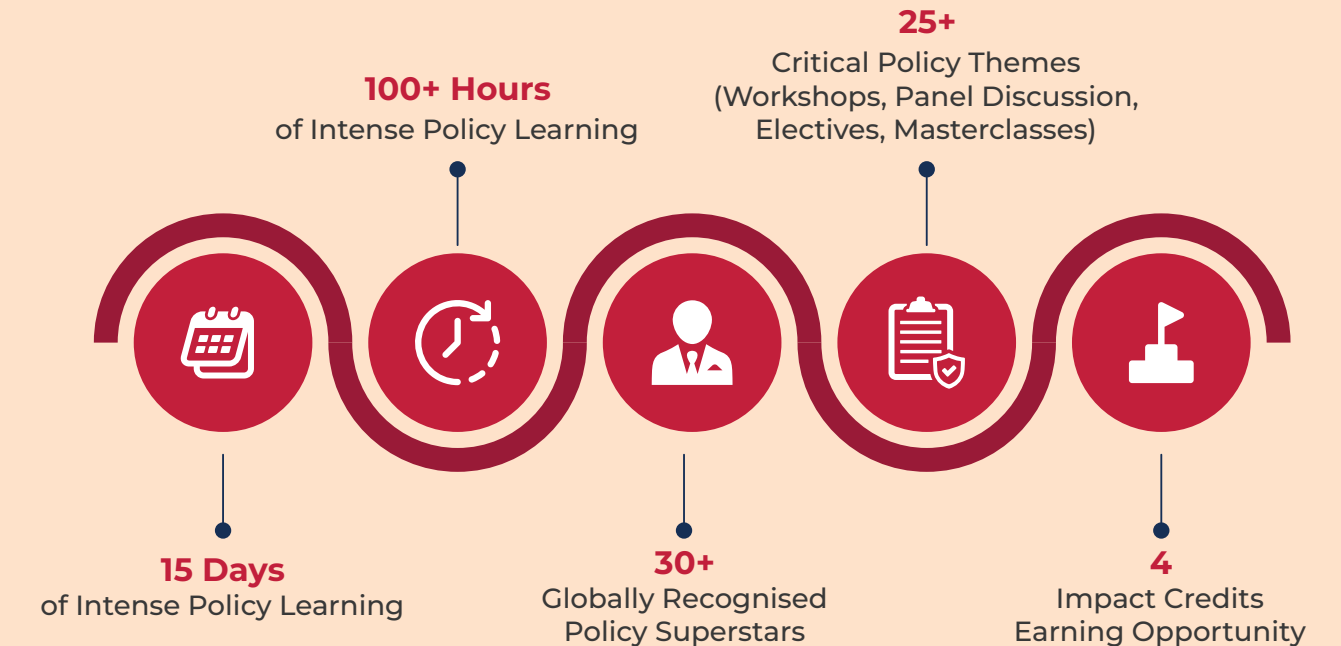 15 Days
of Intense Policy Learning
100+ Hours
of Intense Policy Learning
30+
Globally Recognised
Policy Superstars
25+
Critical Policy Themes
(Workshops, Panel Discussion,
Electives, Masterclasses)
4
Impact Credits
Earning Opportunity